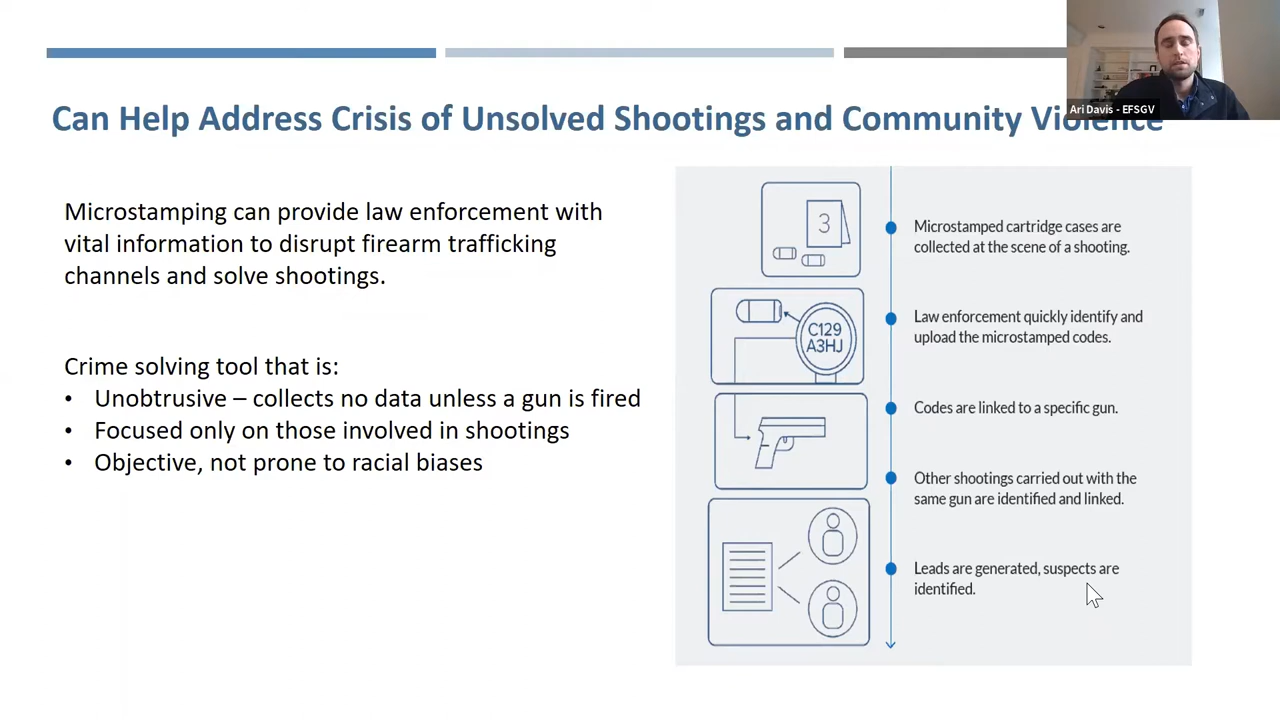 Ari Davis - EFSGV
Can Help Address Crisis of Unsolved Shootings and Community Violence
Microstamping can provide law enforcement with
vital information to disrupt firearm trafficking
channels and solve shootings.
Crime solving tool that is:
• Unobtrusive – collects no data unless a gun is fired
• Focused only on those involved in shootings
• Objective, not prone to racial biases
3
Microstamped cartridge cases are
collected at the scene of a shooting.
C129
A3HJ
Law enforcement quickly identify and
upload the microstamped codes.
Codes are linked to a specific gun.
Other shootings carried out with the
same gun are identified and linked.
Leads are generated, suspects are
identified.